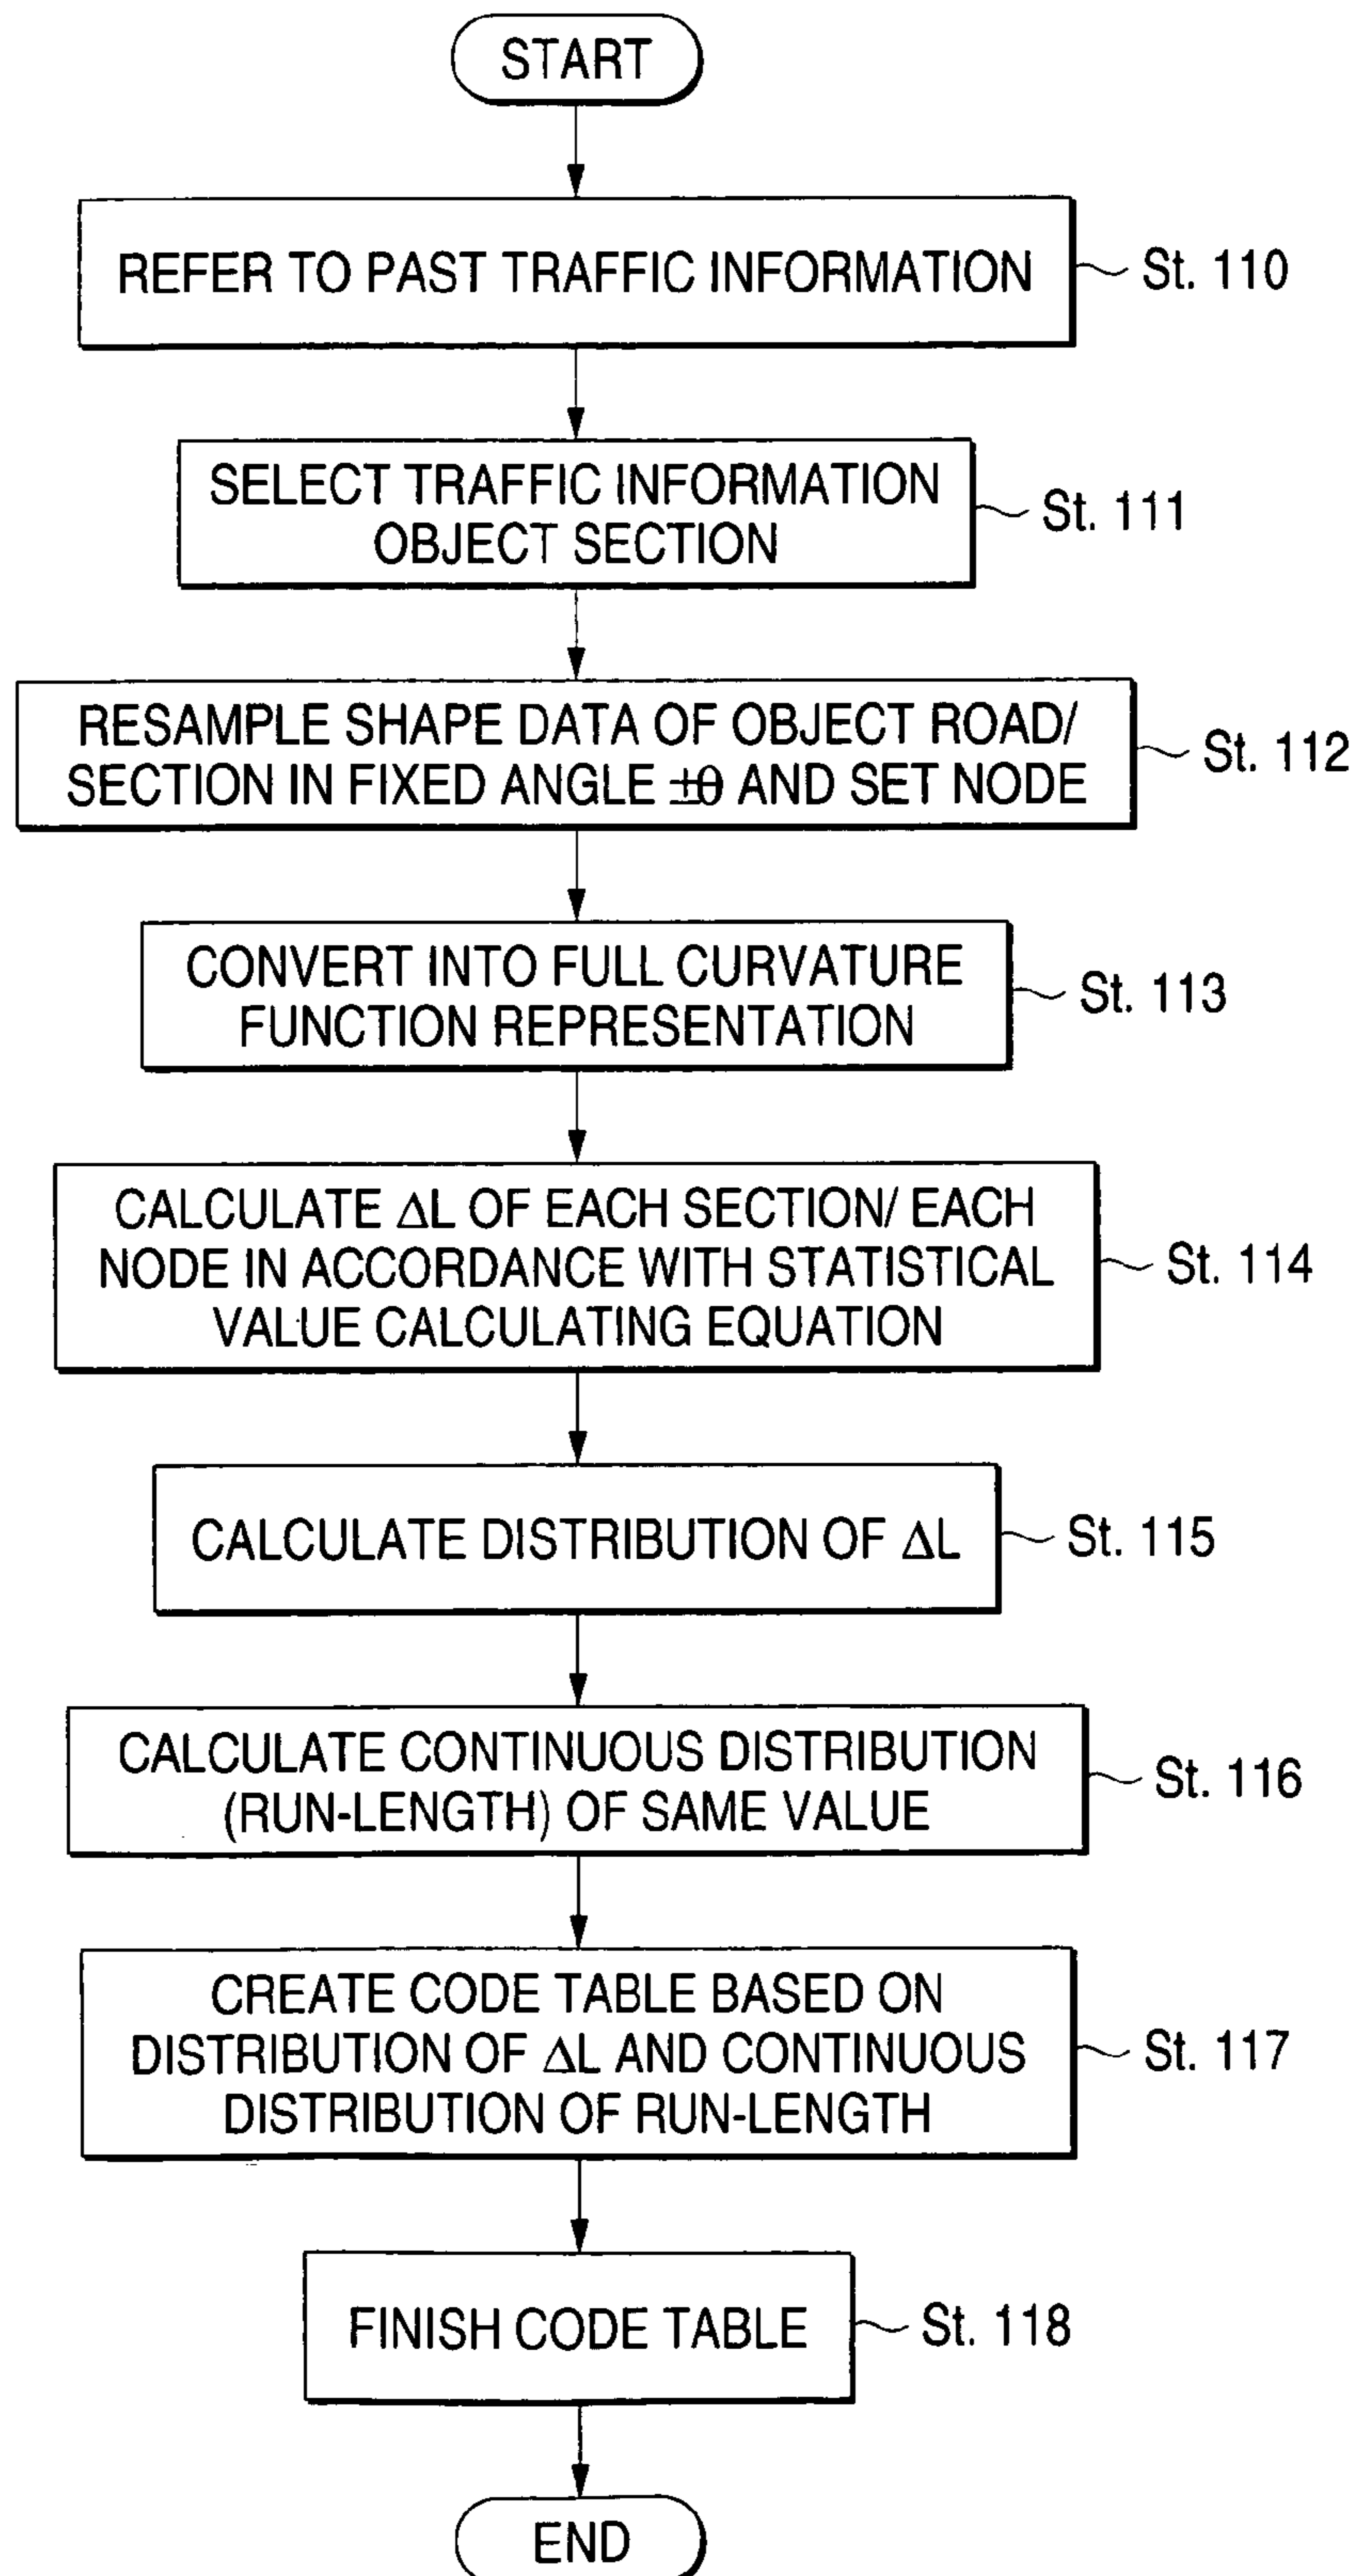 START
REFER TO PAST TRAFFIC INFORMATION
St. 110
SELECT TRAFFIC INFORMATION
OBJECT SECTION
St. 111
RESAMPLE SHAPE DATA OF OBJECT ROAD/
SECTION IN FIXED ANGLE ±θ AND SET NODE
St. 112
CONVERT INTO FULL CURVATURE
FUNCTION REPRESENTATION
St. 113
CALCULATE ΔL OF EACH SECTION/ EACH
NODE IN ACCORDANCE WITH STATISTICAL
VALUE CALCULATING EQUATION
St. 114
CALCULATE DISTRIBUTION OF ΔL
St. 115
CALCULATE CONTINUOUS DISTRIBUTION
(RUN-LENGTH) OF SAME VALUE
St. 116
CREATE CODE TABLE BASED ON
DISTRIBUTION OF ΔL AND CONTINUOUS
DISTRIBUTION OF RUN-LENGTH
St. 117
FINISH CODE TABLE
St. 118
END